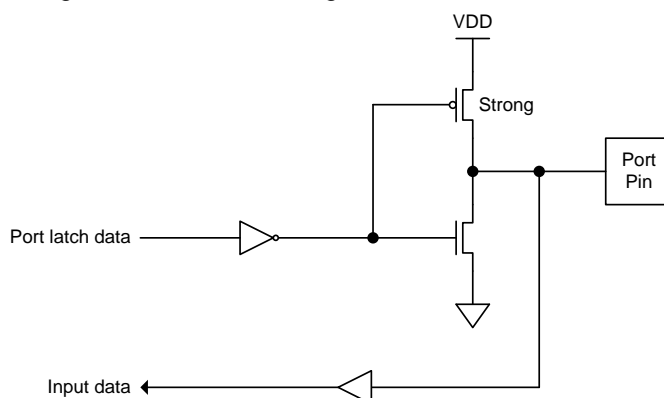 VDD
Strong
Port
Pin
Port latch data
Input data